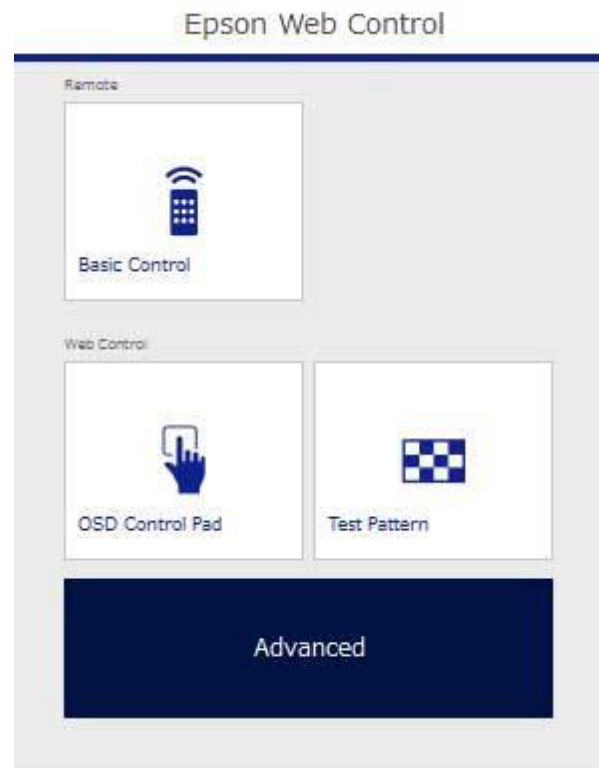 Epson Web Control
Remote
Basic Control
Web Control
OSD Control Pad
Test Pattern
Advanced